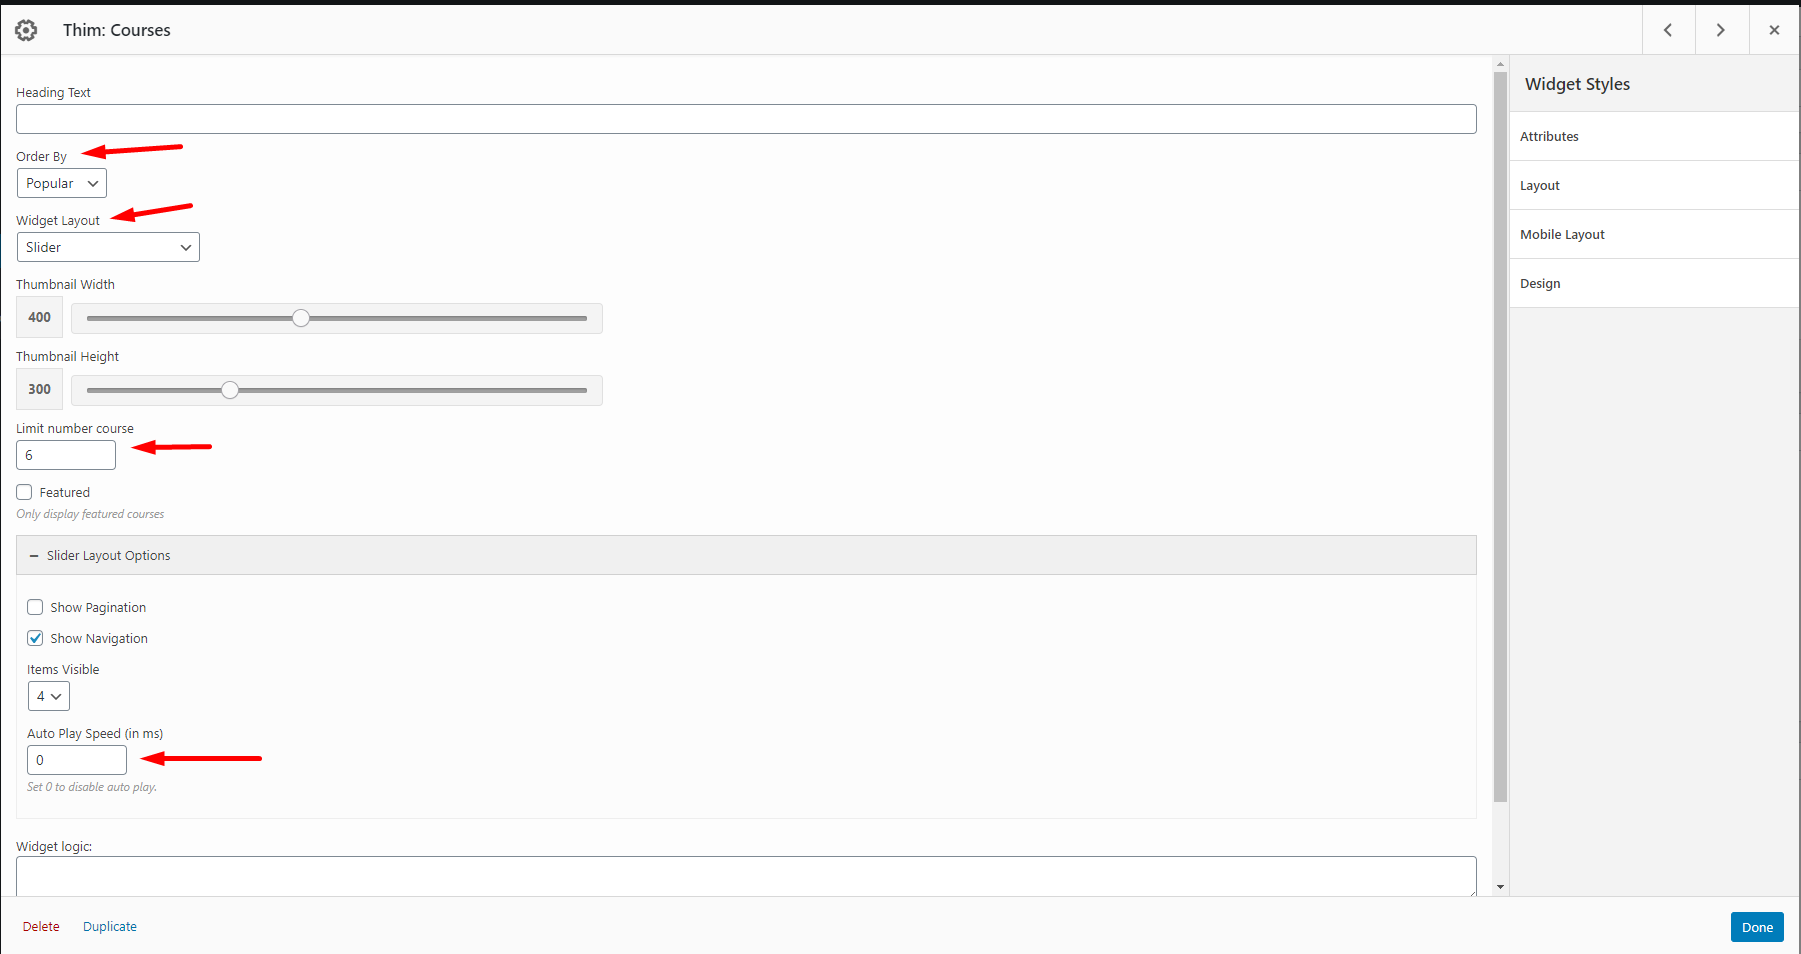 Thim: Courses
Heading Text
Order By
Popular
Widget Layout
Slider
Thumbnail Width
400
Thumbnail Height
300
Limit number course
6
Featured
Only display featured courses
Slider Layout Options
Show Pagination
Show Navigation
Items Visible
4
Auto Play Speed (in ms)
0
Set 0 to disable auto play.
Widget logic:
Widget Styles
Attributes
Layout
Mobile Layout
Design
Delete Duplicate
Done